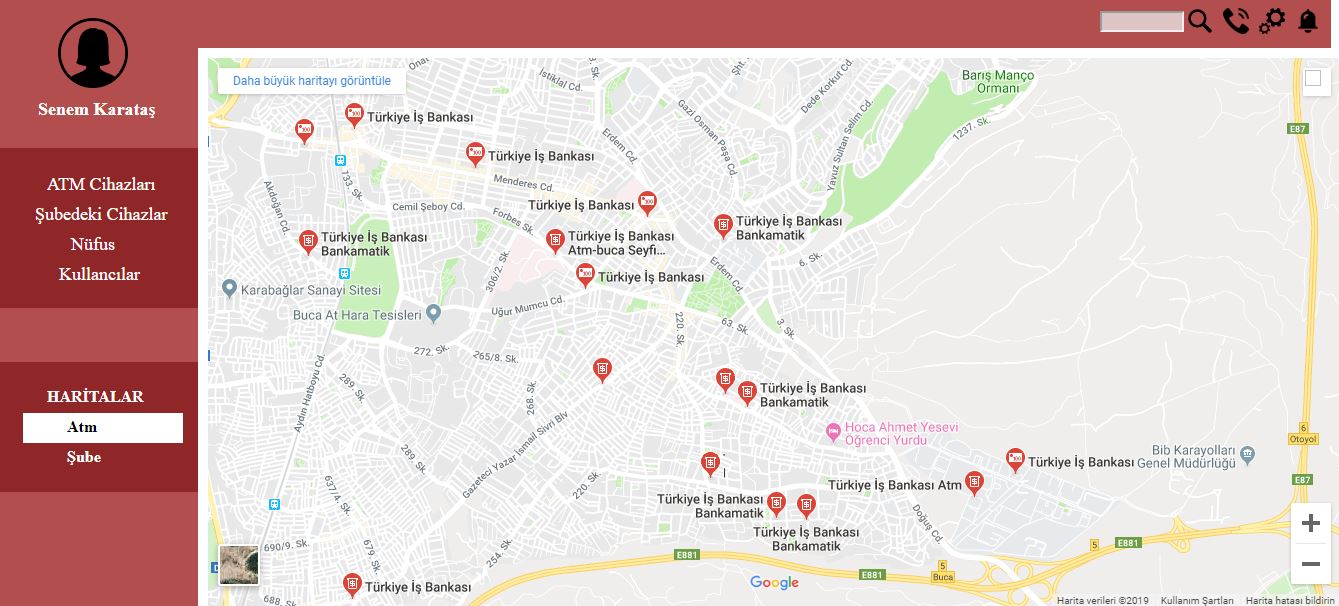 Senem Karataş
ATM Cihazları
Şubedeki Cihazlar
Nüfus
Kullancılar
HARİTALAR
Atm
Şube
Daha büyük haritayı görüntüle
İstiklal Cd.
Barış Manço
Ormanı
Dede Korkut Cd.
Gazi Osman Paşa Cd.
Yavuz Sultan Selim Cd.
1237. Sk.
E87
Türkiye İş Bankası
Erdem Cd.
Türkiye İş Bankası
133. Sk.
Menderes Cd.
Akdoğan Cd.
Cemil Şeboy Cd.
Türkiye İş Bankası
Forbes Sk.
Türkiye İş Bankası
Bankamatik
Türkiye İş Bankası
Bankamatik
Türkiye İş Bankası
Atm-buca Seyfi...
306/2. Sk.
Erdem Cd.
6. Sk.
Türkiye İş Bankası
Karabağlar Sanayi Sitesi
Buca At Hara Tesisleri
Uğur Mumcu Cd.
220. Sk.
63. Sk.
3. Sk.
272. Sk.
265/8. Sk.
Aydın Hatboyu Cd.
289. Sk.
268. Sk.
Türkiye İş Bankası
Bankamatik
Gazeteci Yazar İsmail Sivri Blv
Hoca Ahmet Yesevi
Öğrenci Yurdu
6
Otoyol
289. Sk.
Türkiye İş Bankası
Bib Karayolları
Genel Müdürlüğü
E87
637/4. Sk.
220. Sk.
Türkiye İş Bankası Atm
Türkiye İş Bankası
Bankamatik
Doğuş Cd.
Türkiye İş Bankası
Bankamatik
690/9. Sk.
679. Sk.
254. Sk.
E881
5
E881
5
Buca
E881
Türkiye İş Bankası
688. Sk.
Google
Harita verileri ©2019
Kullanım Şartları
Harita hatası bildirin